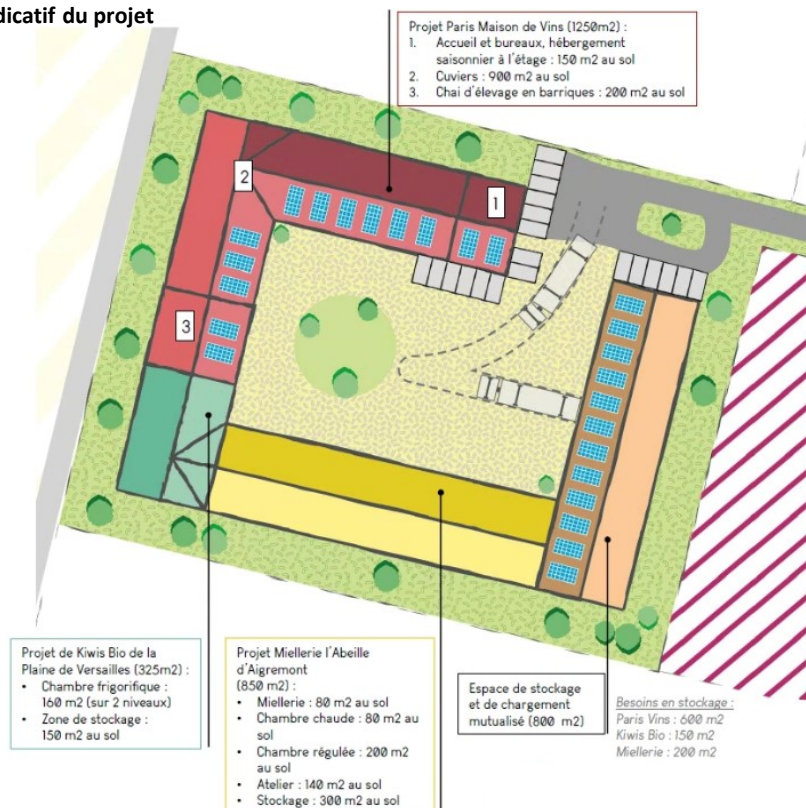 dicatif du projet
Projet Paris Maison de Vins (1250m2) :
1. Accueil et bureaux, hébergement
saisonnier à l'étage : 150 m2 au sol
2. Cuviers : 900 m2 au sol
3. Chai d'élevage en barriques : 200 m2 au sol
2
1
3
Projet de Kiwis Bio de la
Plaine de Versailles (325m2) :
• Chambre frigorifique :
160 m2 (sur 2 niveaux)
• Zone de stockage :
150 m2 au sol
Projet Miellerie l'Abeille
d'Aigremont
(850 m2) :
• Miellerie : 80 m2 au sol
• Chambre chaude : 80 m2 au
sol
• Chambre régulée : 200 m2
au sol
• Atelier : 140 m2 au sol
• Stockage : 300 m2 au sol
Espace de stockage
et de chargement
mutualisé (800 m2)
Besoins en stockage :
Paris Vins : 600 m2
Kiwis Bio : 150 m2
Miellerie : 200 m2